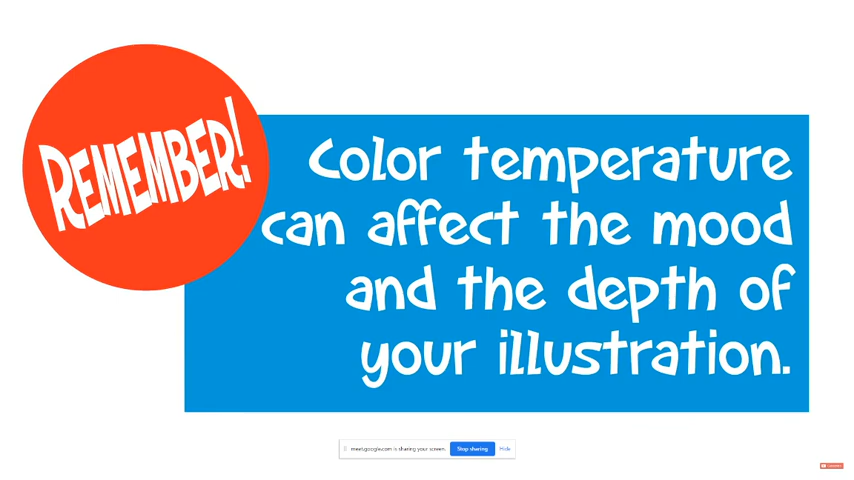 REMEMBER!
Color temperature
can affect the mood
and the depth of
your illustration.
meet.google.com is sharing your screen. Stop sharing Hide